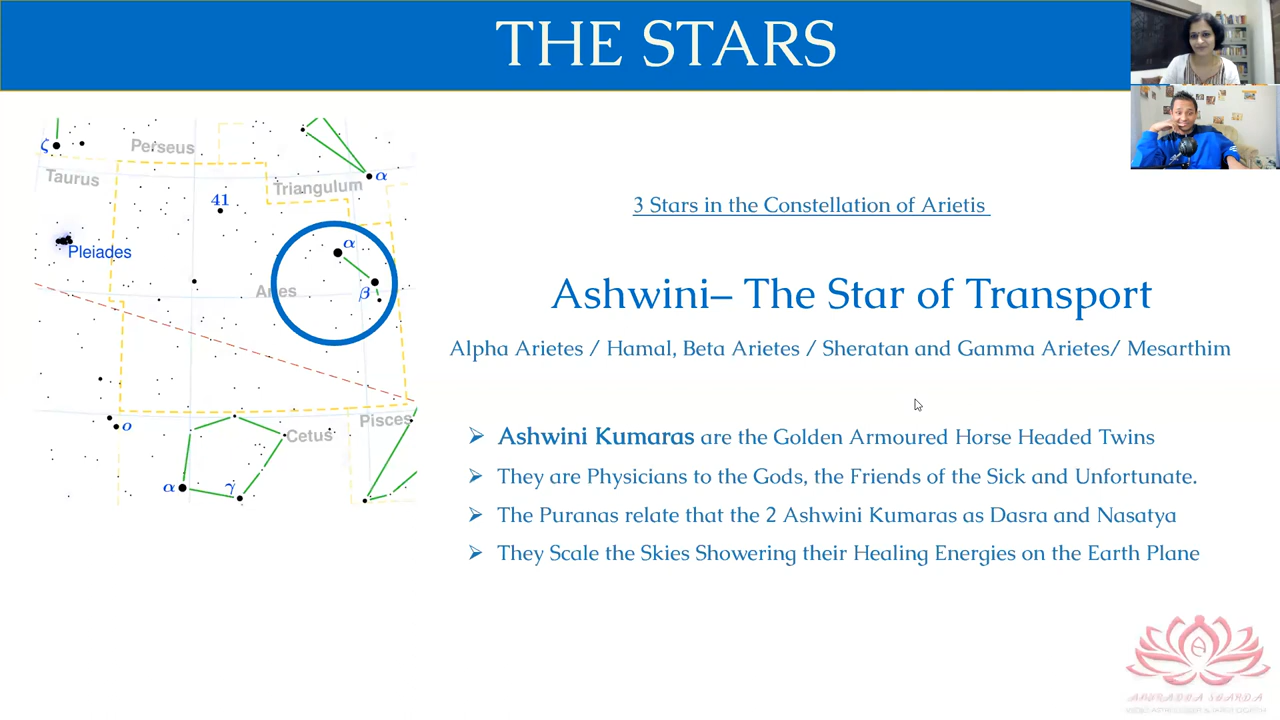 THE STARS
ζ
Perseus
Taurus
α
Triangulum
41
α
Pleiades
Aries
β
ο
Pisces
Cetus
α
γ
3 Stars in the Constellation of Arietis
Ashwini– The Star of Transport
Alpha Arietes / Hamal, Beta Arietes / Sheratan and Gamma Arietes/ Mesarthim
➢ Ashwini Kumaras are the Golden Armoured Horse Headed Twins
➢ They are Physicians to the Gods, the Friends of the Sick and Unfortunate.
➢ The Puranas relate that the 2 Ashwini Kumaras as Dasra and Nasatya
➢ They Scale the Skies Showering their Healing Energies on the Earth Plane
ANURADHA SHARDA